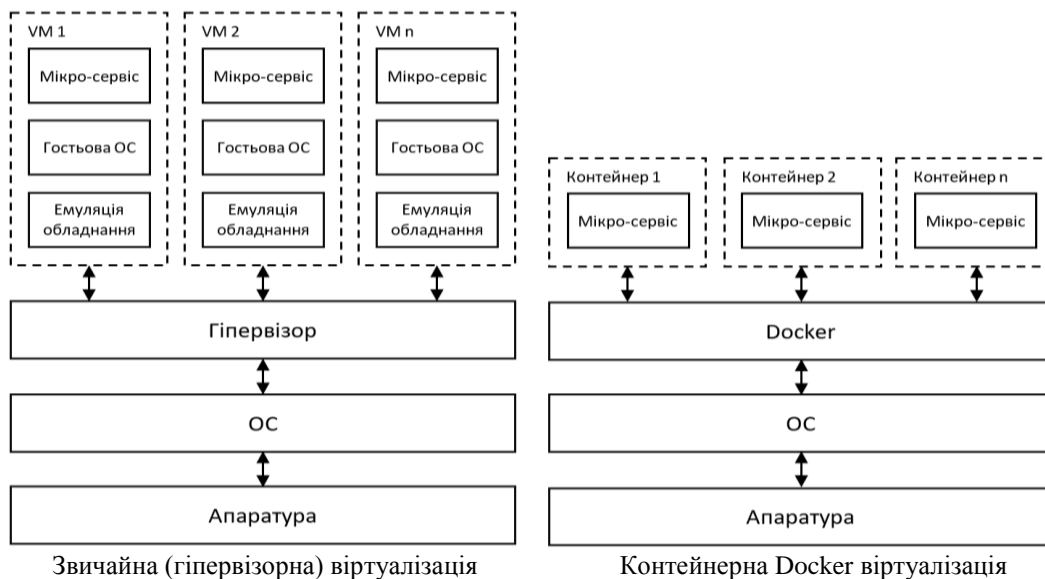 VM 1
Мікро-сервіс
Гостьова ОС
Емуляція
обладнання
VM 2
Мікро-сервіс
Гостьова ОС
Емуляція
обладнання
VM n
Мікро-сервіс
Гостьова ОС
Емуляція
обладнання
Гіпервізор
ОС
Апаратура
Звичайна (гіпервізорна) віртуалізація
Контейнер 1
Мікро-сервіс
Контейнер 2
Мікро-сервіс
Контейнер n
Мікро-сервіс
Docker
ОС
Апаратура
Контейнерна Docker віртуалізація